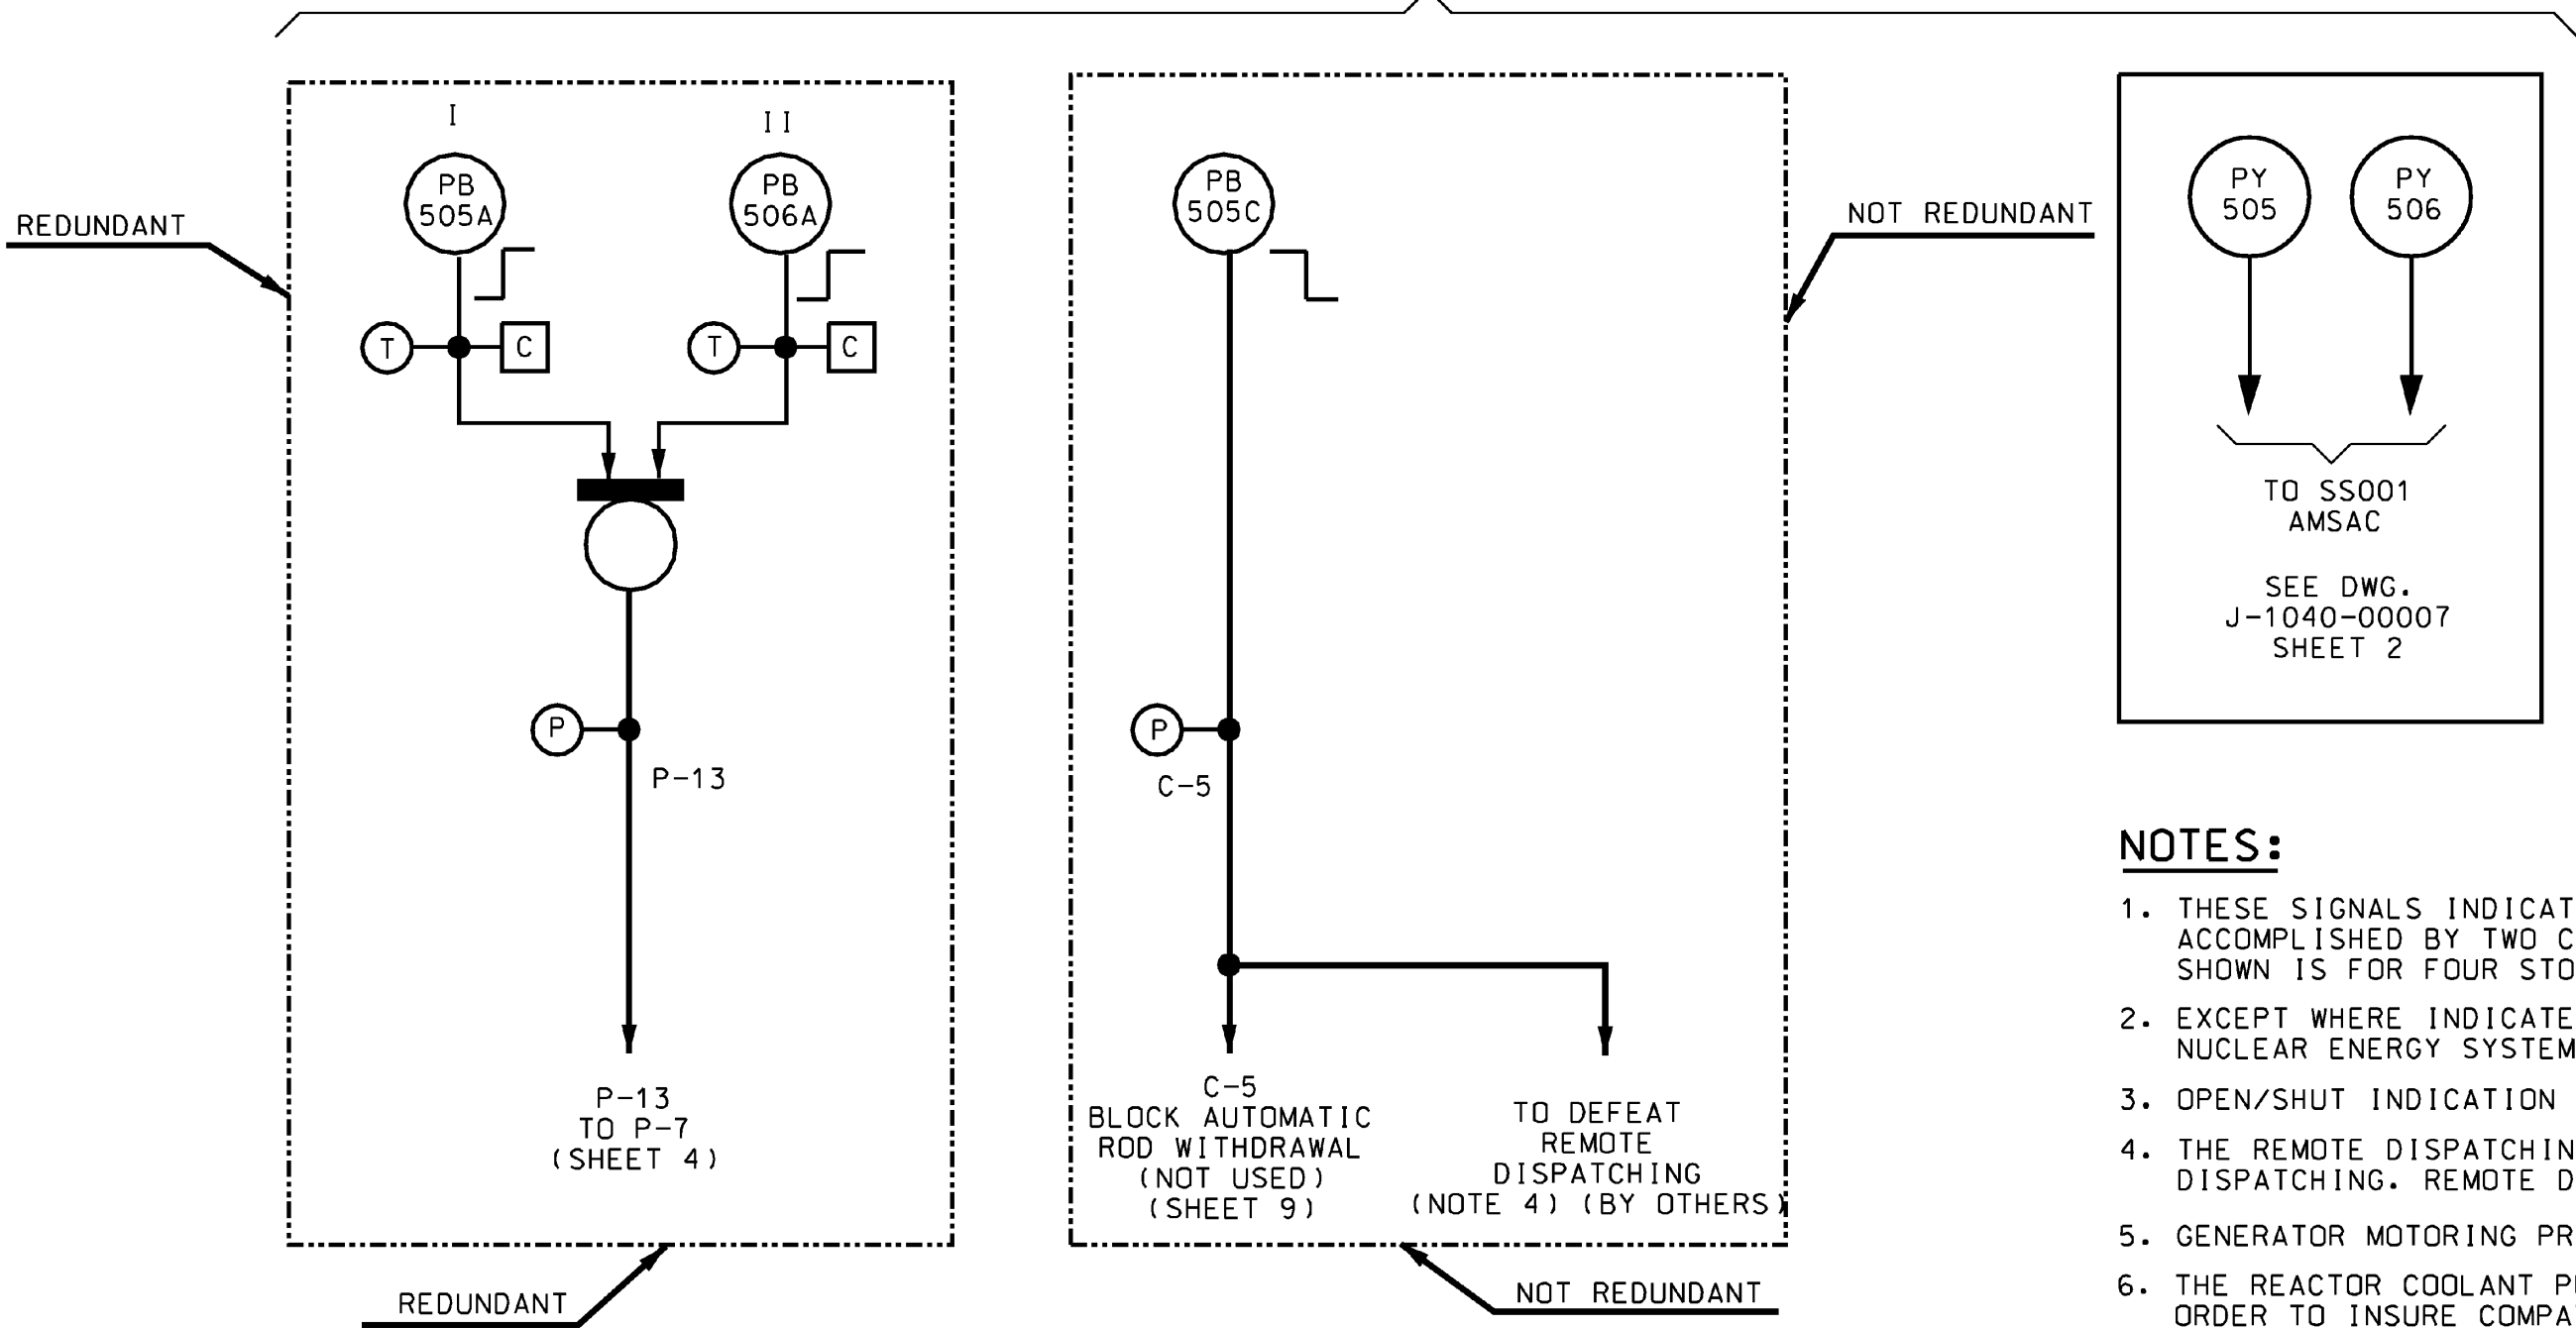 I
PB
505A
II
PB
506A
REDUNDANT
T
C
T
C
P
P-13
P-13
TO P-7
(SHEET 4)
REDUNDANT
PB
505C
NOT REDUNDANT
P
C-5
C-5
BLOCK AUTOMATIC
ROD WITHDRAWAL
(NOT USED)
(SHEET 9)
TO DEFEAT
REMOTE
DISPATCHING
(NOTE 4) (BY OTHERS)
NOT REDUNDANT
PY
505
PY
506
TO SS001
AMSAC
SEE DWG.
J-1040-00007
SHEET 2
NOTES:
1. THESE SIGNALS INDICAT
ACCOMPLISHED BY TWO C
SHOWN IS FOR FOUR STO
2. EXCEPT WHERE INDICATE
NUCLEAR ENERGY SYSTEM
3. OPEN/SHUT INDICATION
4. THE REMOTE DISPATCHIN
DISPATCHING. REMOTE D
5. GENERATOR MOTORING PR
6. THE REACTOR COOLANT
ORDER TO INSURE COMPA